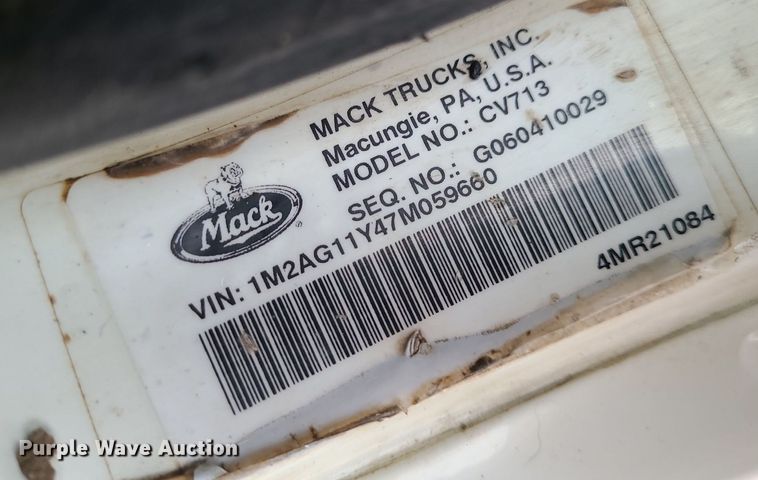 MACK TRUCKS, INC.
Macungie, PA, U.S.A.
MODEL NO.: CV713
SEQ. NO.: G060410029
Mack
VIN: 1M2AG11Y47M059660
4MR21084
Purple Wave Auction